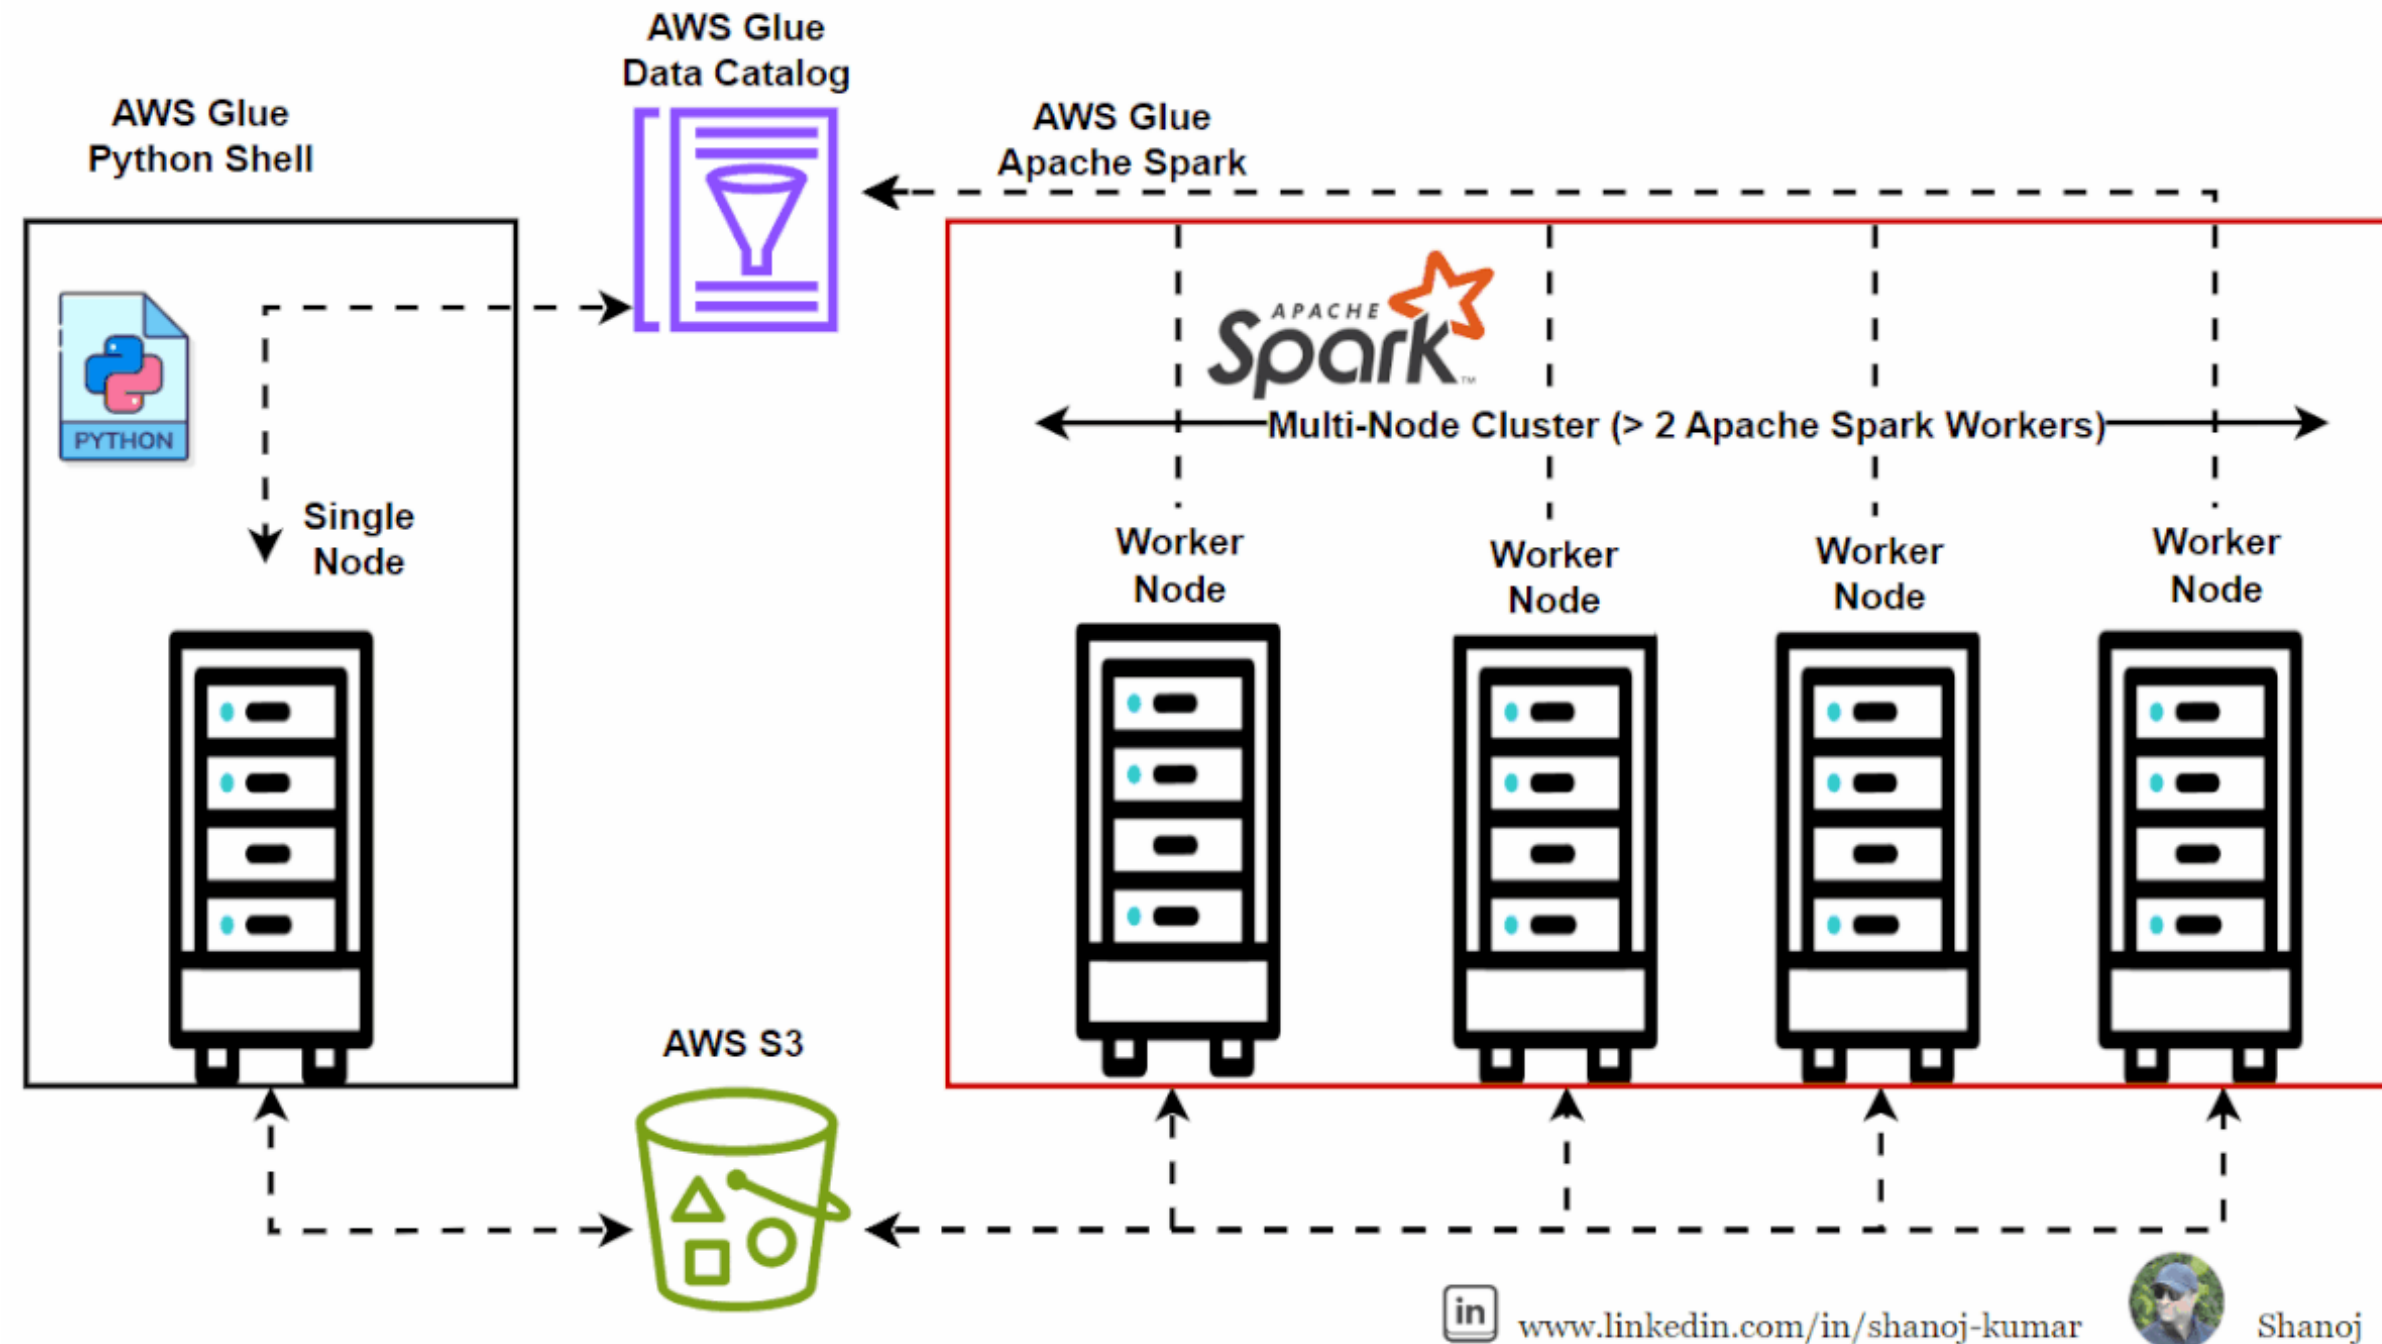 AWS Glue
Data Catalog
AWS Glue
Python Shell
AWS Glue
Apache Spark
PYTHON
APACHE
Spark™
Multi-Node Cluster (> 2 Apache Spark Workers)
Single
Node
Worker
Node
Worker
Node
Worker
Node
Worker
Node
AWS S3
in
www.linkedin.com/in/shanoj-kumar
Shanoj